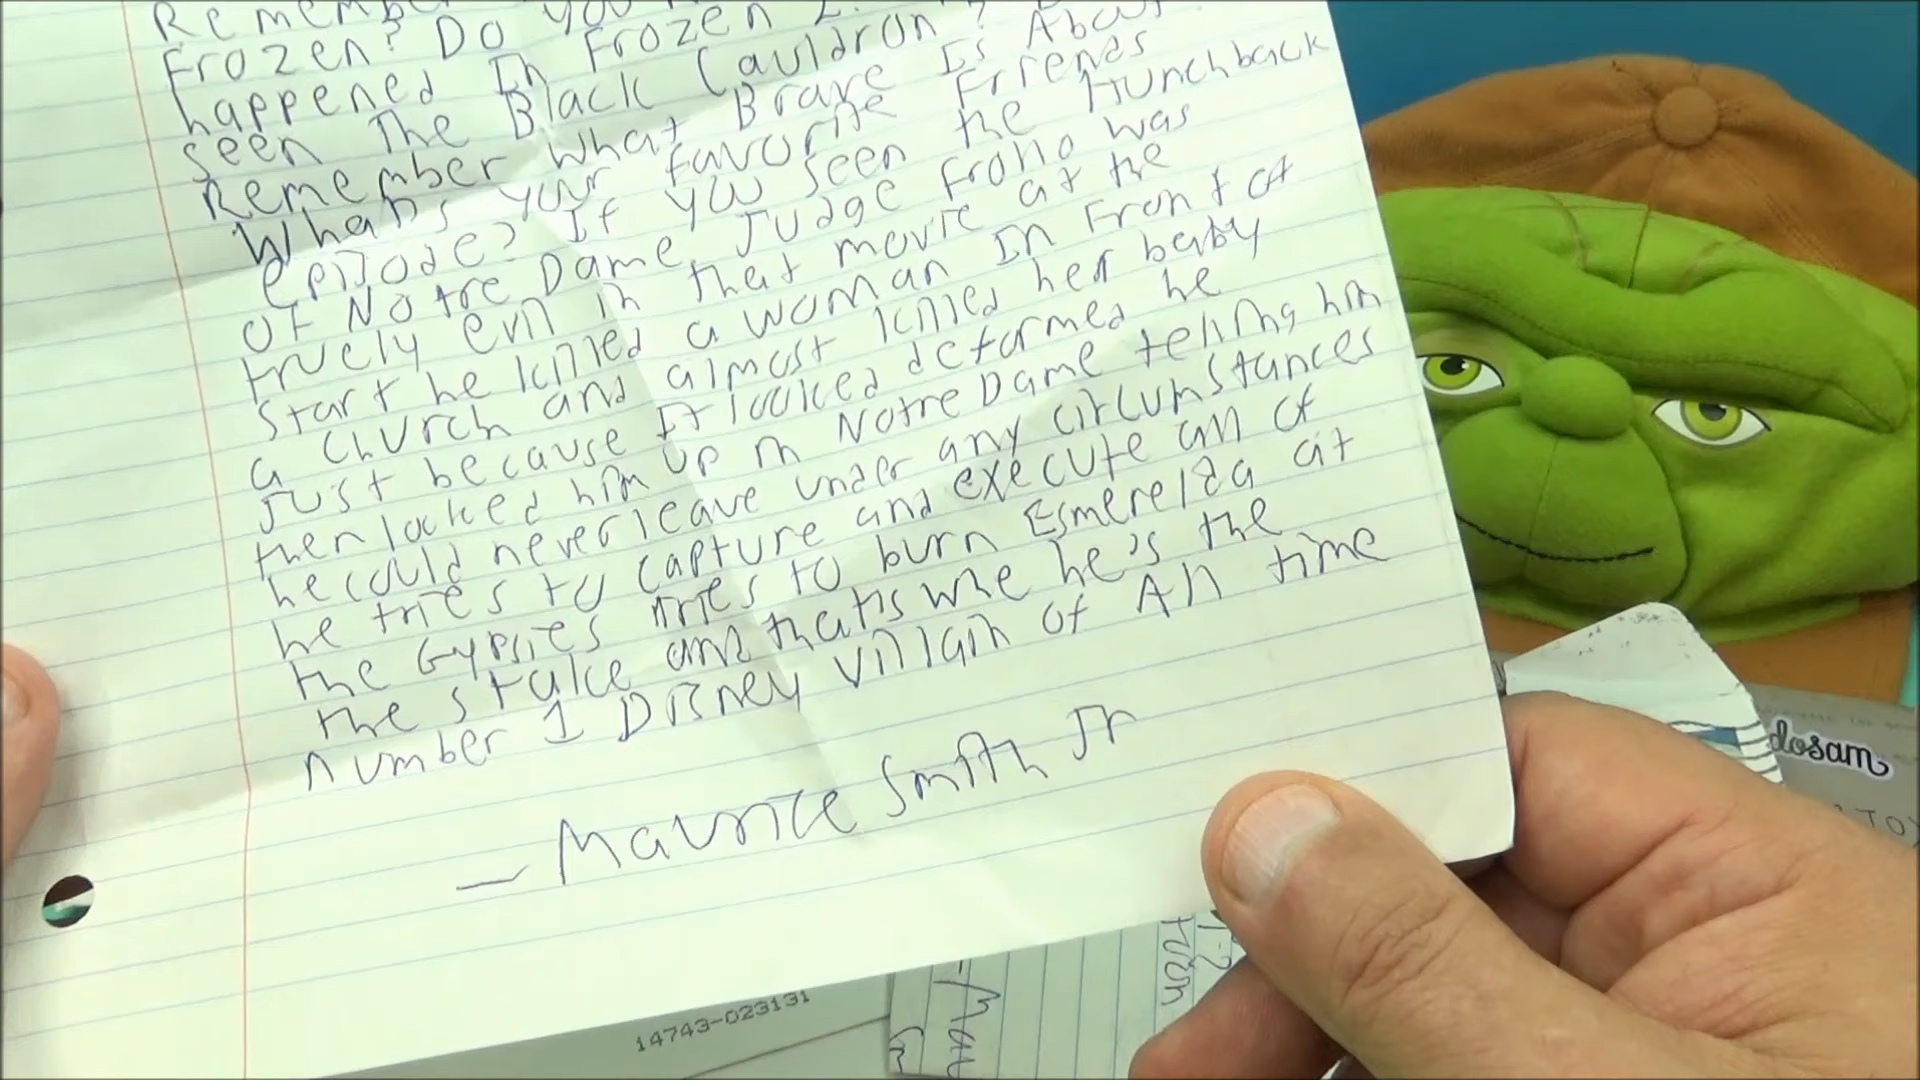 Remember
Frozen? Do you
happened In Frozen 2?
seen The Black Cauldron?
Remember what Brave Is About?
Whats your favorite Friends
episode? If you seen the Hunchback
of Notre Dame, Judge Frollo was
truely evil in that movie at the
start he killed a woman In Front of
a church and almost killed her baby
Just because It looked deformed he
then locked him up in Notre Dame telling him
he could never leave under any circumstances
he tries to capture and execute all of
the Gypsies tries to burn Esmerelda at
the stake and thats whe he's the
number 1 Disney villain of All time
— Maurice Smith Jr
14743-023131
dosam